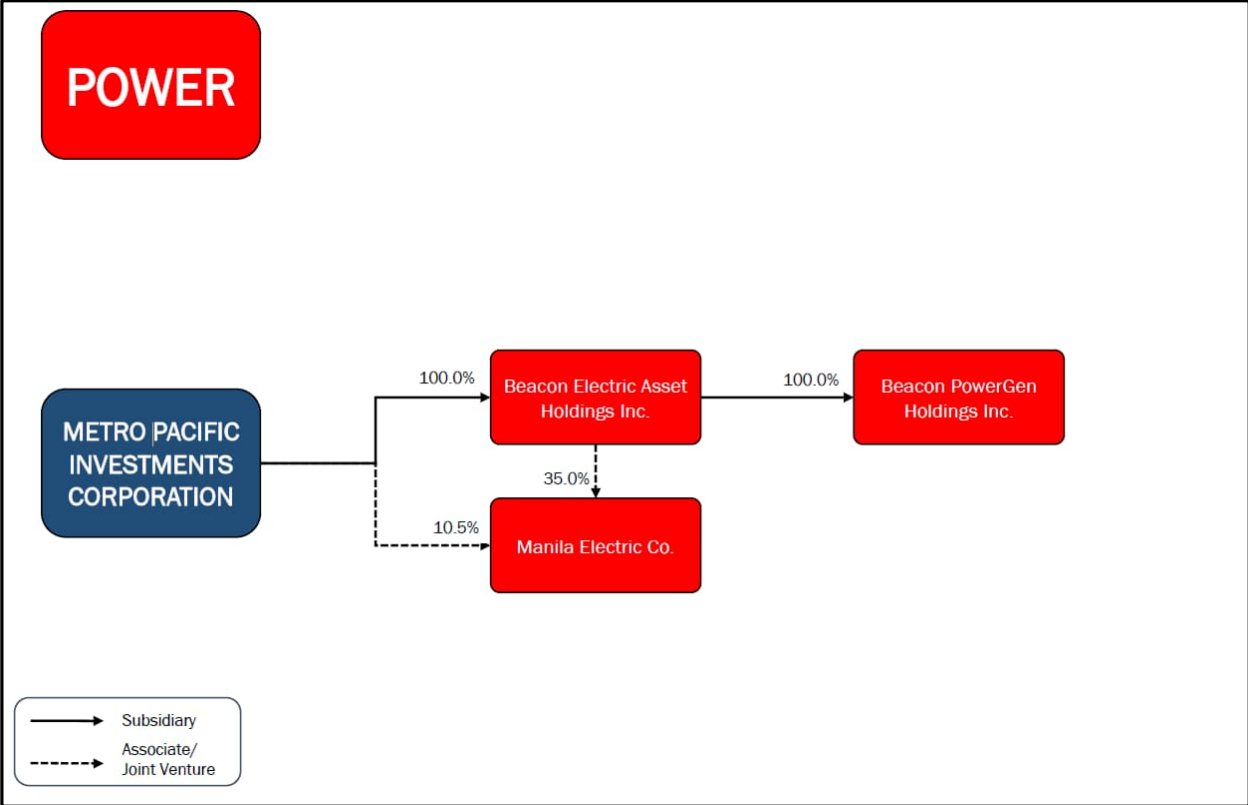 POWER
METRO PACIFIC
INVESTMENTS
CORPORATION
100.0%
Beacon Electric Asset
Holdings Inc.
100.0%
Beacon PowerGen
Holdings Inc.
35.0%
10.5%
Manila Electric Co.
Subsidiary
Associate/
Joint Venture